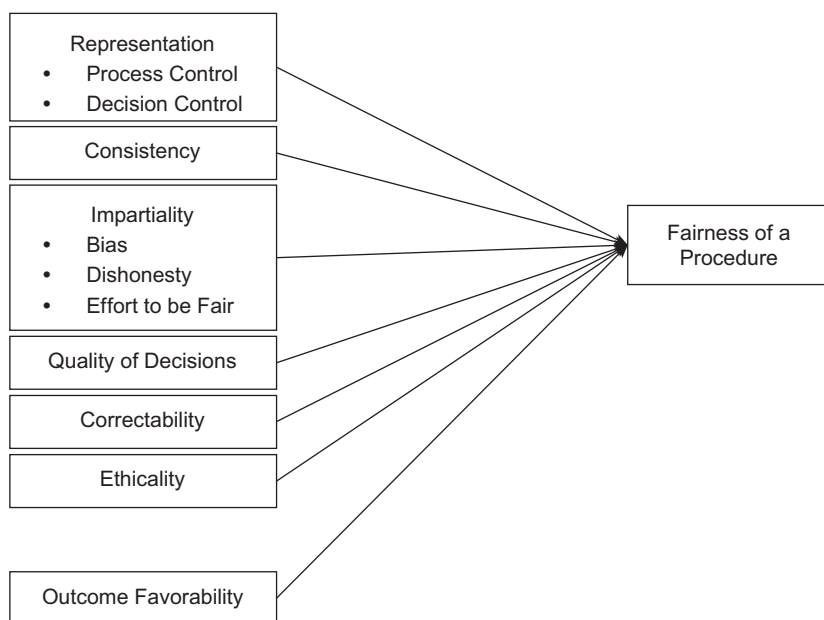 Representation
• Process Control
• Decision Control
Consistency
Impartiality
• Bias
• Dishonesty
• Effort to be Fair
Quality of Decisions
Correctability
Ethicality
Outcome Favorability
Fairness of a
Procedure